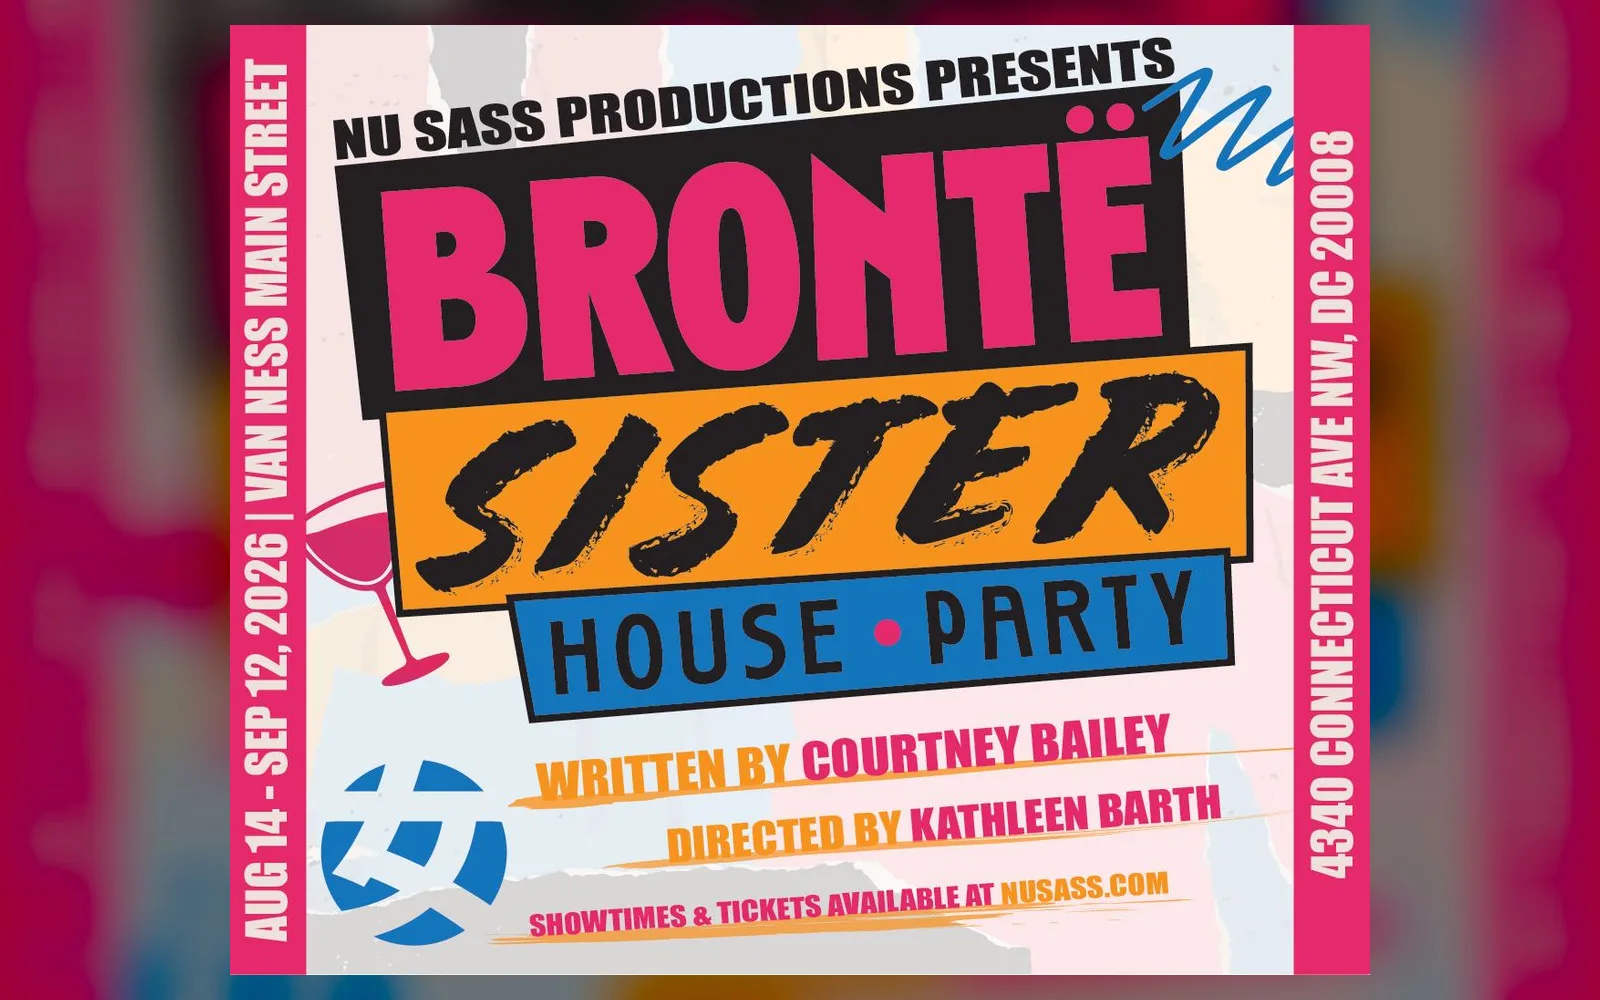 NU SASS PRODUCTIONS PRESENTS
BRONTË
SISTER
HOUSE • PARTY
WRITTEN BY COURTNEY BAILEY
DIRECTED BY KATHLEEN BARTH
SHOWTIMES & TICKETS AVAILABLE AT NUSASS.COM
AUG 14 - SEP 12, 2026 | VAN NESS MAIN STREET
4340 CONNECTICUT AVE NW, DC 20008